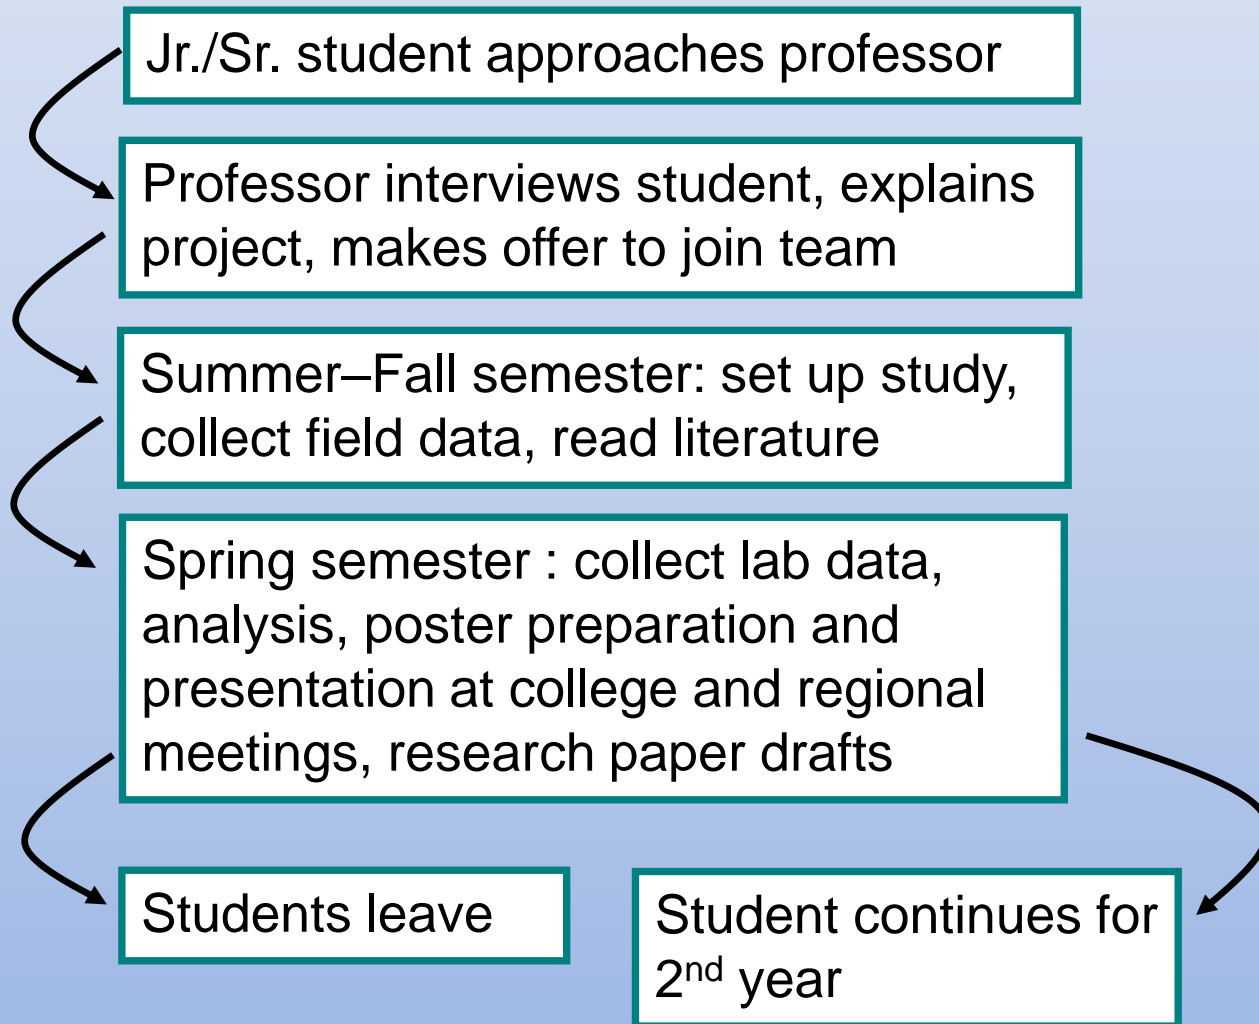 Jr./Sr. student approaches professor
Professor interviews student, explains
project, makes offer to join team
Summer–Fall semester: set up study,
collect field data, read literature
Spring semester : collect lab data,
analysis, poster preparation and
presentation at college and regional
meetings, research paper drafts
Students leave
Student continues for
2nd year